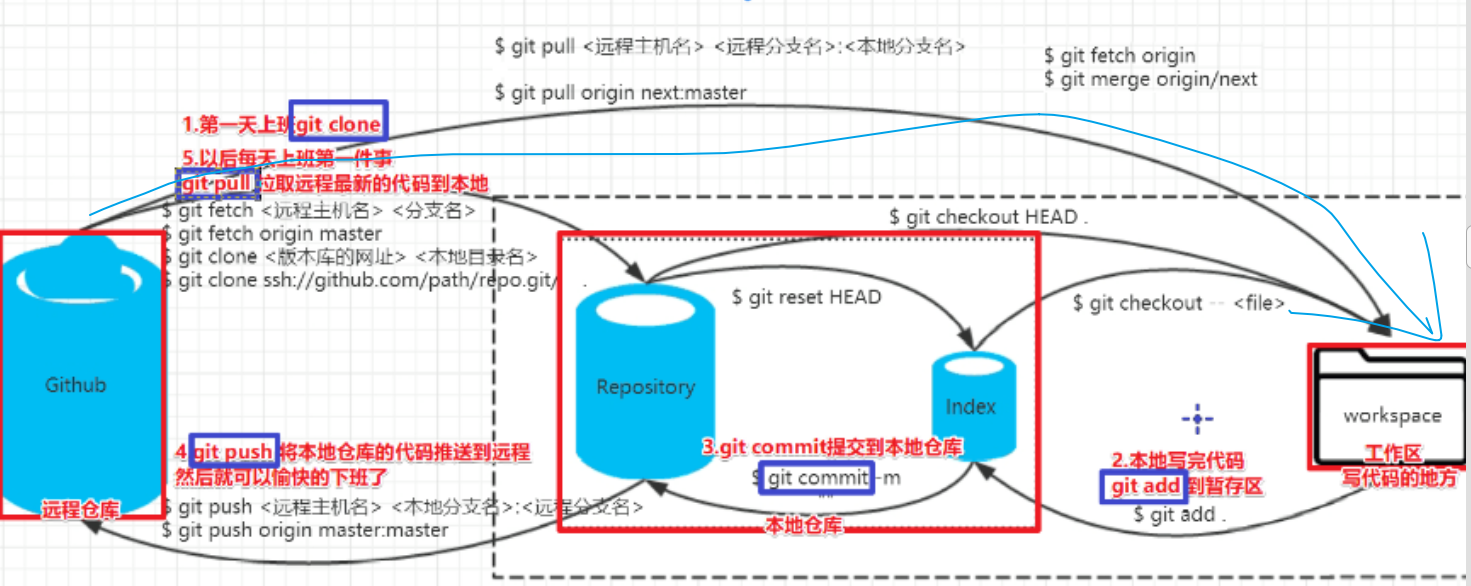 $ git pull <远程主机名> <远程分支名>:<本地分支名>
$ git pull origin next:master
$ git fetch origin
$ git merge origin/next
1.第一天上班git clone
5.以后每天上班第一件事
git pull 拉取远程最新的代码到本地
$ git fetch <远程主机名> <分支名>
$ git fetch origin master
$ git clone <版本库的网址> <本地目录名>
$ git clone ssh://github.com/path/repo.git/ .
$ git checkout HEAD .
$ git reset HEAD
$ git checkout -- <file>
Github
Repository
Index
workspace
工作区
写代码的地方
3.git commit提交到本地仓库
$ git commit -m
""
本地仓库
2.本地写完代码
git add 到暂存区
$ git add .
4 git push 将本地仓库的代码推送到远程
然后就可以愉快的下班了
远程仓库
$ git push <远程主机名> <本地分支名>:<远程分支名>
$ git push origin master:master